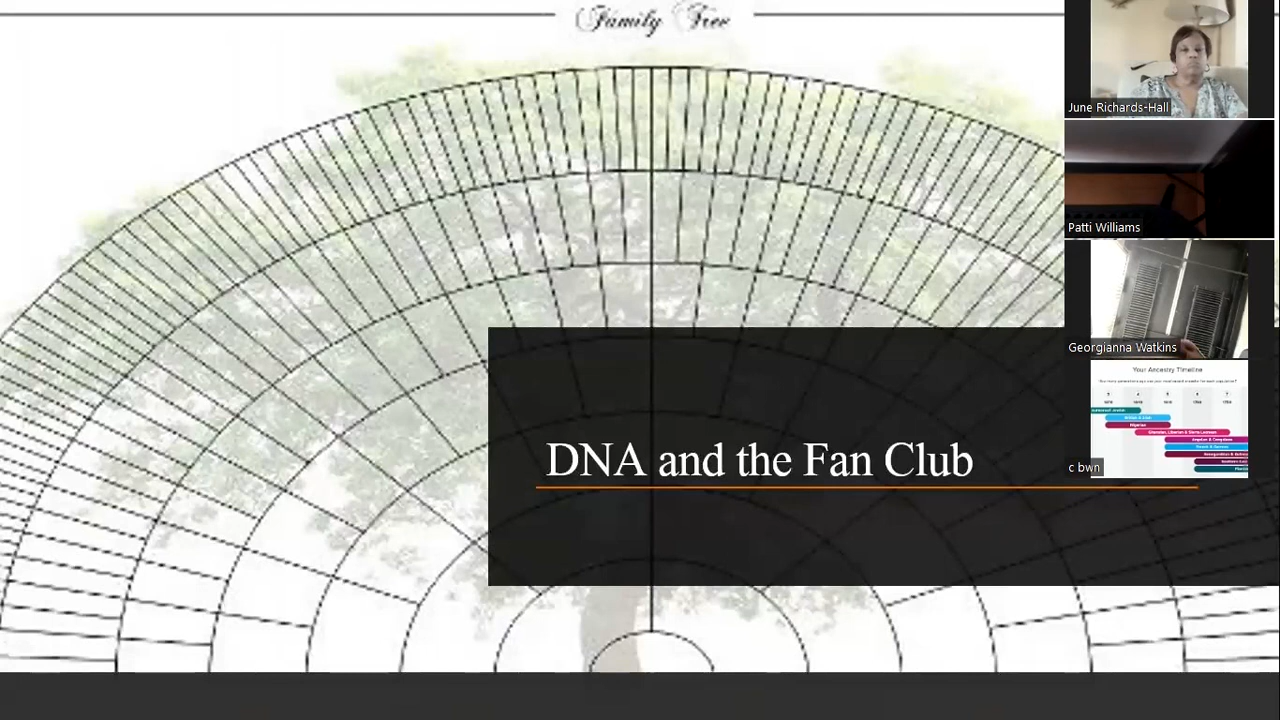 Family Tree
June Richards-Hall
Patti Williams
Georgianna Watkins
Your Ancestry Timeline
c bwn
DNA and the Fan Club